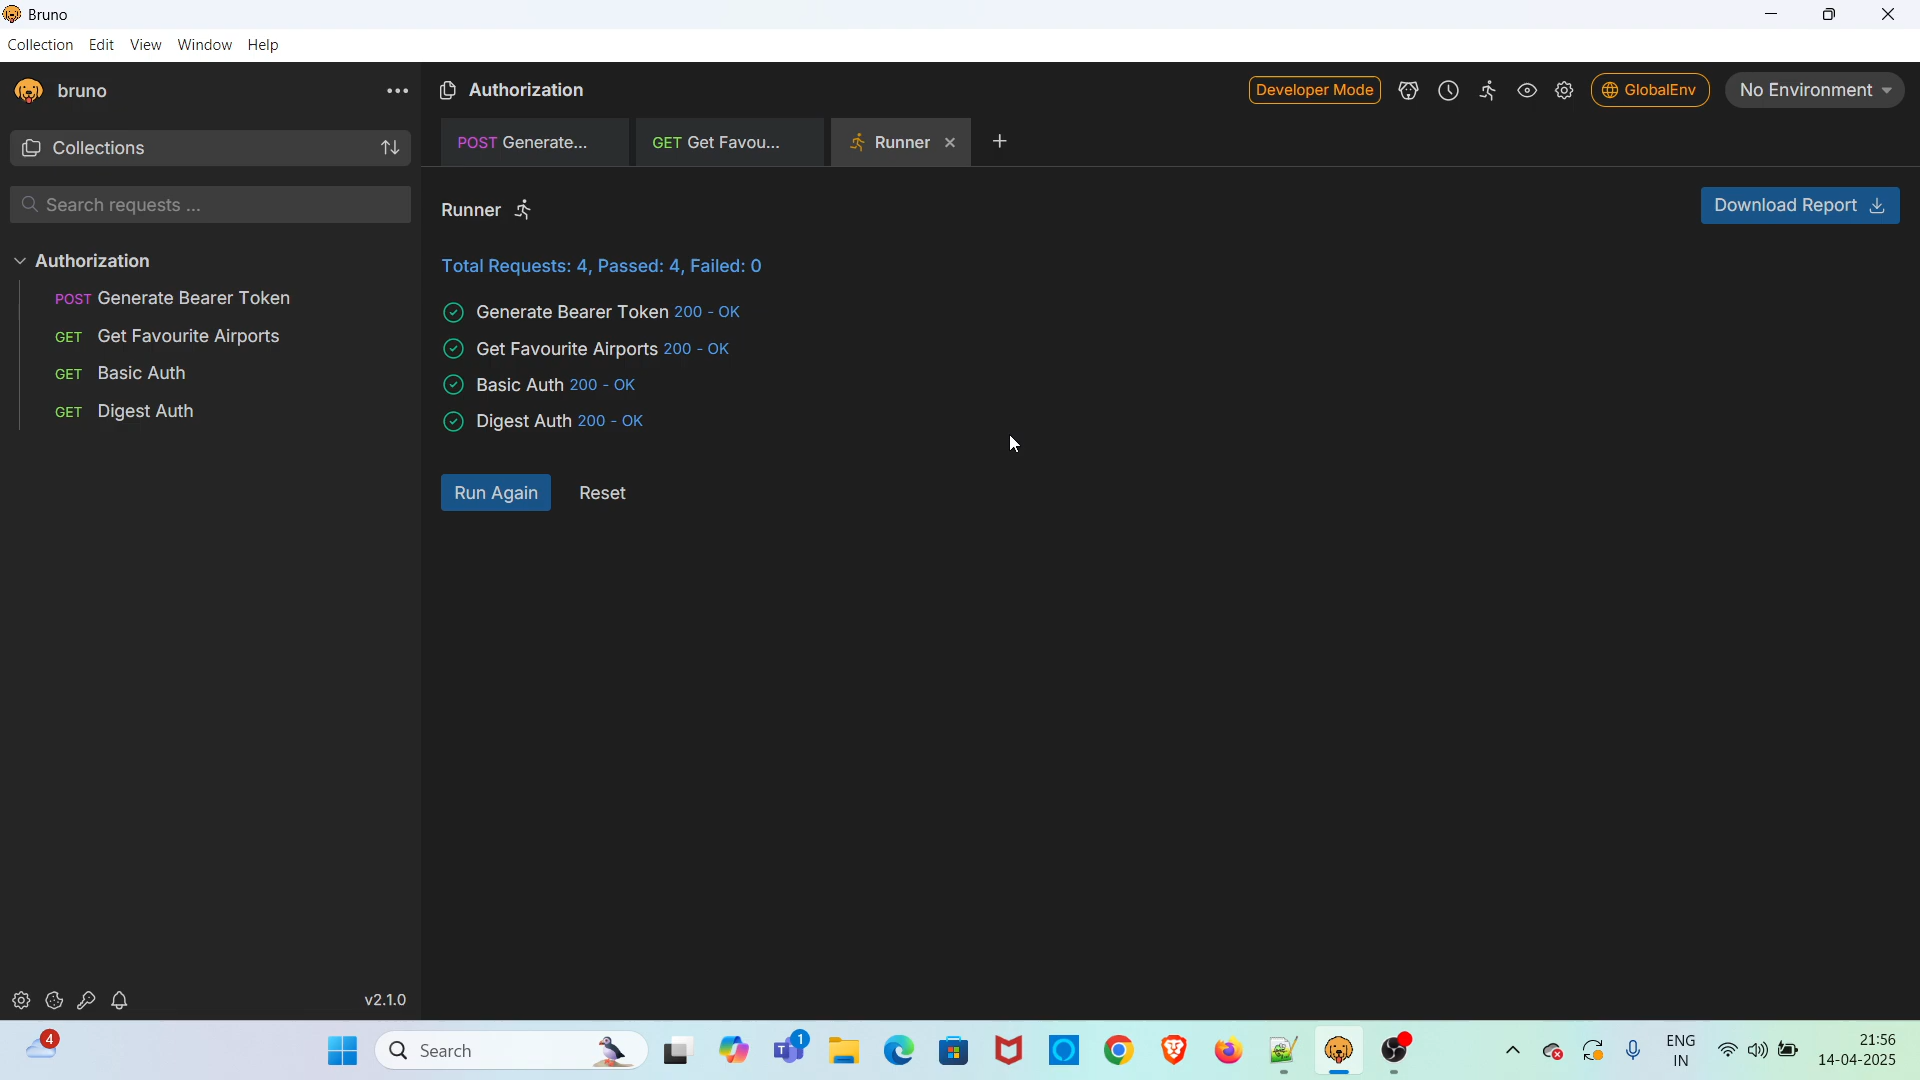 Bruno
Collection Edit View Window Help
bruno
Authorization
Developer Mode
GlobalEnv
No Environment
Collections
POST Generate...
GET Get Favou...
Runner
Search requests ...
Runner
Download Report
Authorization
Total Requests: 4, Passed: 4, Failed: 0
POST Generate Bearer Token
GET Get Favourite Airports
GET Basic Auth
GET Digest Auth
Generate Bearer Token 200 - OK
Get Favourite Airports 200 - OK
Basic Auth 200 - OK
Digest Auth 200 - OK
Run Again
Reset
v2.1.0
4
Search
1
ENG
IN
21:56
14-04-2025